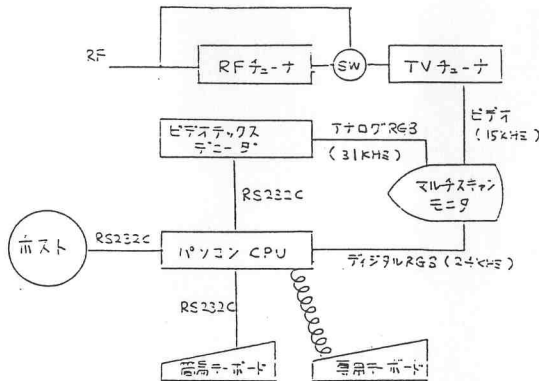 RF
RFチューナ
SW
TVチューナ
ビデオ
(15KHz)
ビデオテックス
デコーダ
アナログRGB
(31KHz)
マルチスキャン
モニタ
RS232C
ホスト
RS232C
パソコンCPU
ディジタルRGB(24KHz)
RS232C
簡易キーボード
専用キーボード